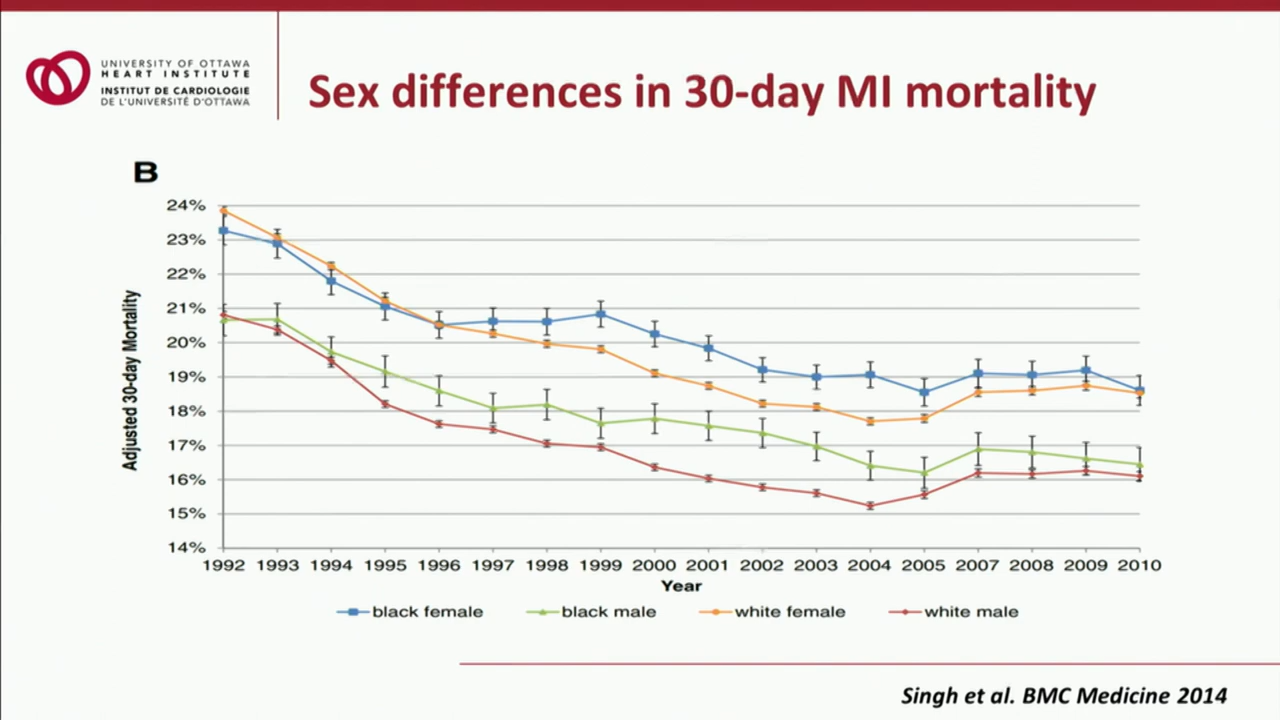 UNIVERSITY OF OTTAWA
HEART INSTITUTE
INSTITUT DE CARDIOLOGIE
DE L'UNIVERSITÉ D'OTTAWA
Sex differences in 30-day MI mortality
B
Adjusted 30-day Mortality
24%
23%
22%
21%
20%
19%
18%
17%
16%
15%
14%
1992 1993 1994 1995 1996 1997 1998 1999 2000 2001 2002 2003 2004 2005 2007 2008 2009 2010
Year
black female black male white female white male
Singh et al. BMC Medicine 2014